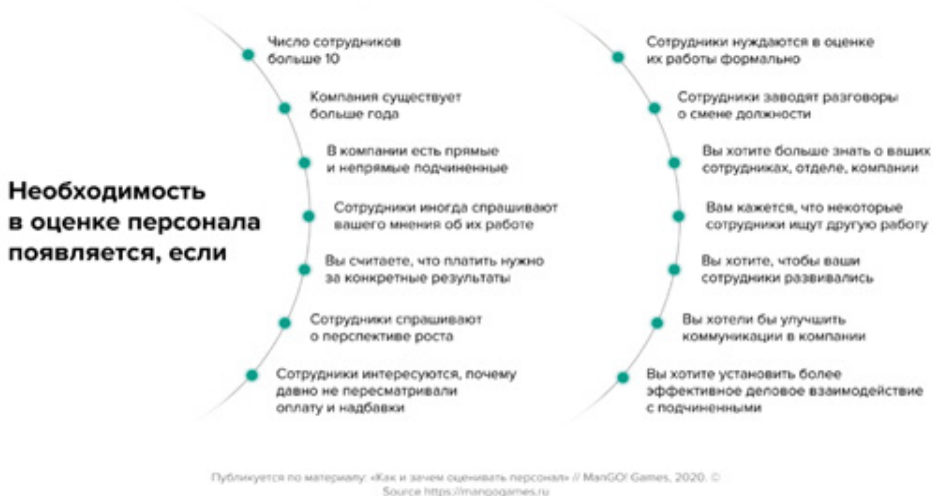 Необходимость
в оценке персонала
появляется, если
Число сотрудников
больше 10
Компания существует
больше года
В компании есть прямые
и непрямые подчиненные
Сотрудники иногда спрашивают
вашего мнения об их работе
Вы считаете, что платить нужно
за конкретные результаты
Сотрудники спрашивают
о перспективе роста
Сотрудники интересуются, почему
давно не пересматривали
оплату и надбавки
Сотрудники нуждаются в оценке
их работы формально
Сотрудники заводят разговоры
о смене должности
Вы хотите больше знать о ваших
сотрудниках, отделе, компании
Вам кажется, что некоторые
сотрудники ищут другую работу
Вы хотите, чтобы ваши
сотрудники развивались
Вы хотели бы улучшить
коммуникации в компании
Вы хотите установить более
эффективное деловое взаимодействие
с подчиненными
Публикуется по материалу: «Как и зачем оценивать персонал» // ManGO! Games, 2020. ©
Source https://mangogames.ru